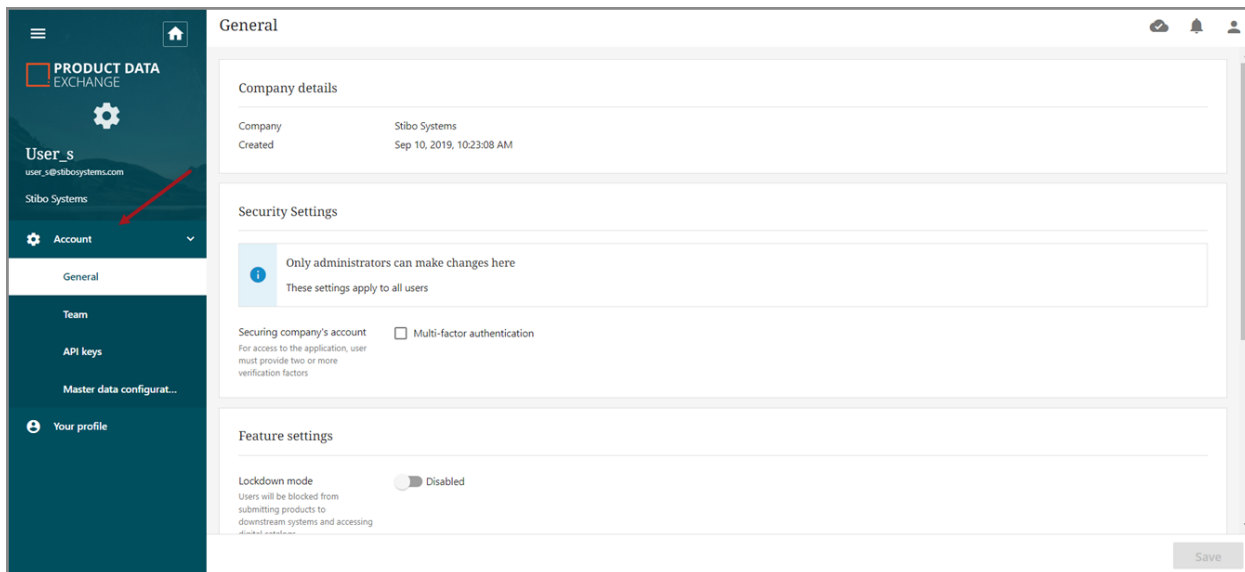 General
PRODUCT DATA
EXCHANGE
User_s
user_s@stibosystems.com
Stibo Systems
Account
General
Team
API keys
Master data configurat...
Your profile
Company details
Company Stibo Systems
Created Sep 10, 2019, 10:23:08 AM
Security Settings
Only administrators can make changes here
These settings apply to all users
Securing company's account Multi-factor authentication
For access to the application, user
must provide two or more
verification factors
Feature settings
Lockdown mode Disabled
Users will be blocked from
submitting products to
downstream systems and accessing
digital catalogs
Save